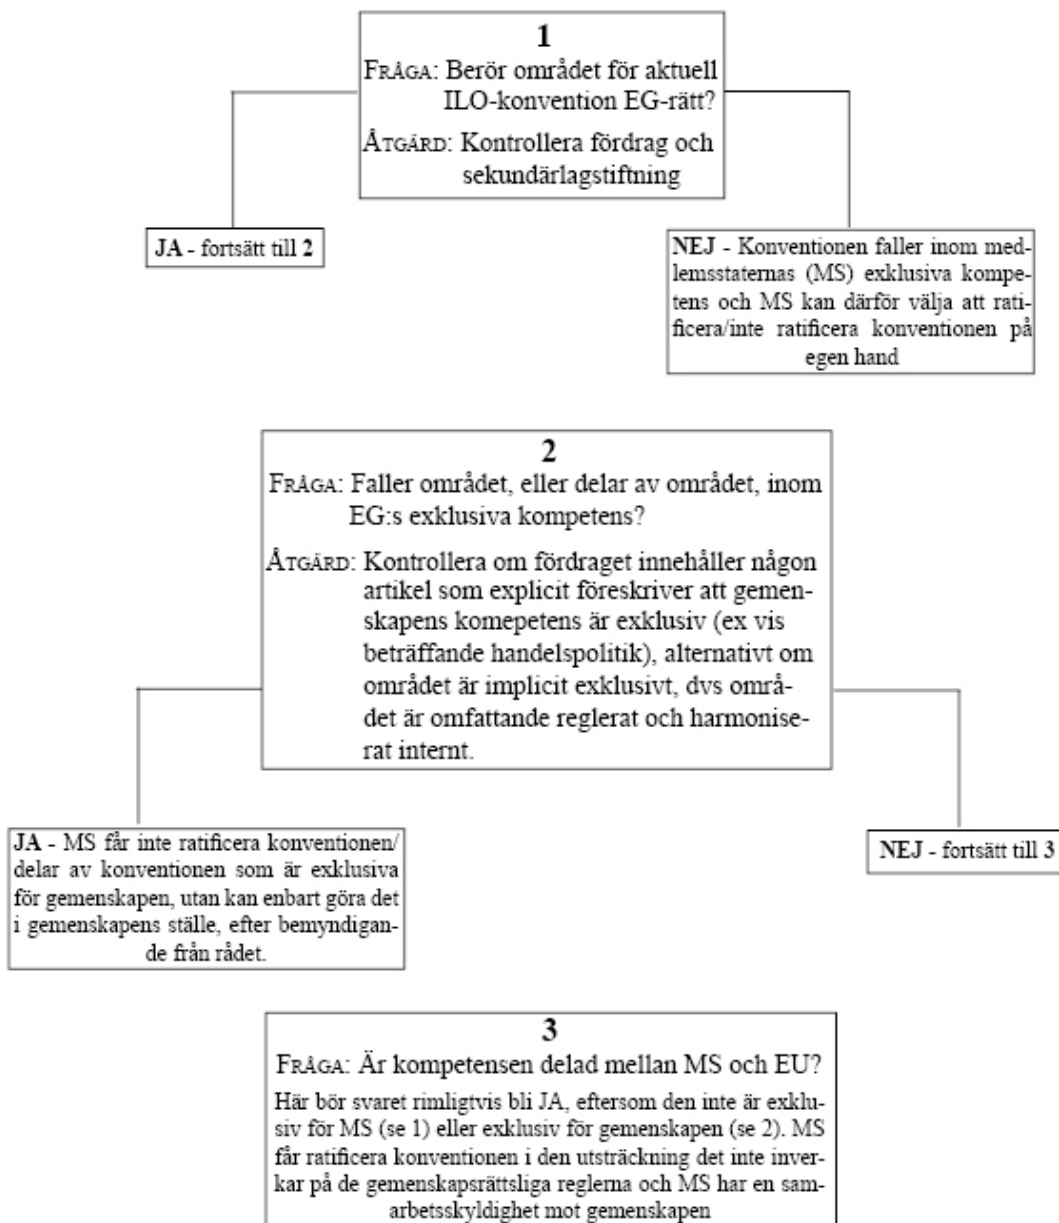 1
FRÅGA: Berör området för aktuell
ILO-konvention EG-rätt?
ÅTGÄRD: Kontrollera fördrag och
sekundärlagstiftning
JA - fortsätt till 2
NEJ - Konventionen faller inom med-
lemsstaternas (MS) exklusiva kompe-
tens och MS kan därför välja att rati-
ficera/inte ratificera konventionen på
egen hand
2
FRÅGA: Faller området, eller delar av området, inom
EG:s exklusiva kompetens?
ÅTGÄRD: Kontrollera om fördraget innehåller någon
artikel som explicit föreskriver att gemen-
skapens komepetens är exklusiv (ex vis
beträffande handelspolitik), alternativt om
området är implicit exklusivt, dvs områ-
det är omfattande reglerat och harmonise-
rat internt.
JA - MS får inte ratificera konventionen/
delar av konventionen som är exklusiva
för gemenskapen, utan kan enbart göra det
i gemenskapens ställe, efter bemyndigan-
de från rådet.
NEJ - fortsätt till 3
3
FRÅGA: Är kompetensen delad mellan MS och EU?
Här bör svaret rimligtvis bli JA, eftersom den inte är exklu-
siv för MS (se 1) eller exklusiv för gemenskapen (se 2). MS
får ratificera konventionen i den utsträckning det inte inver-
kar på de gemenskapsrättsliga reglerna och MS har en sam-
arbetsskyldighet mot gemenskapen